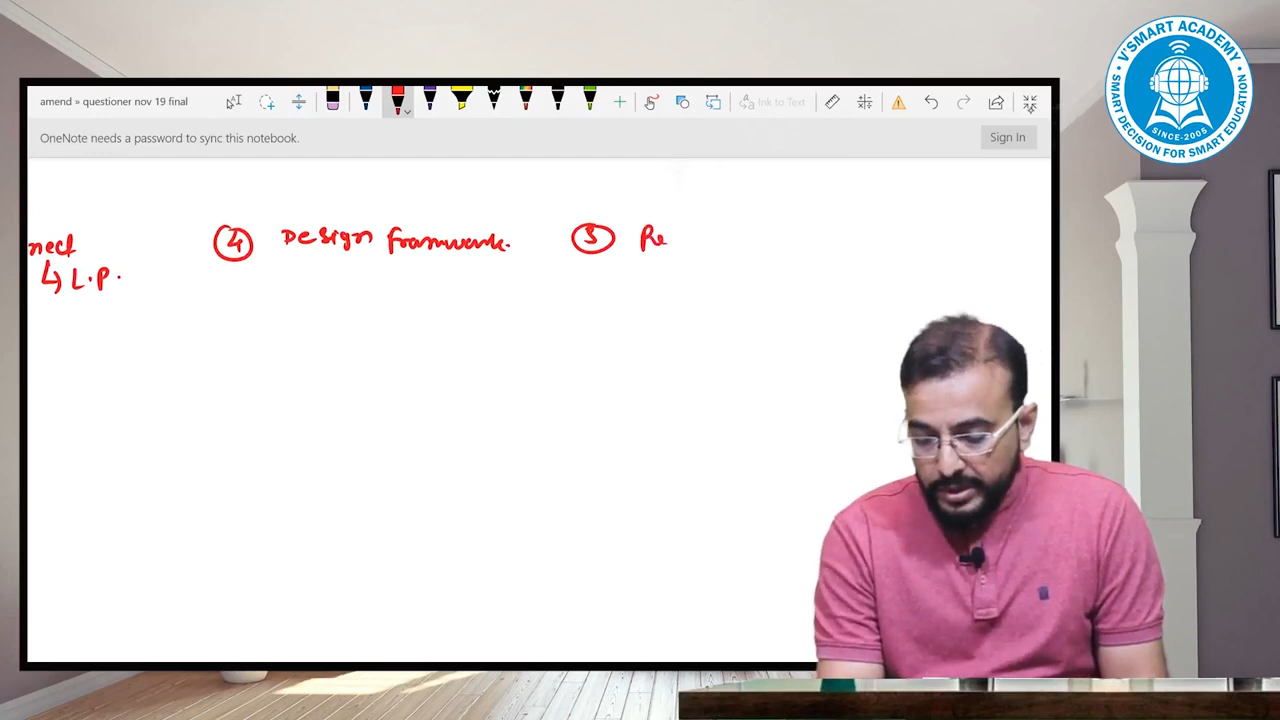 amend » questioner nov 19 final
Ink to Text
OneNote needs a password to sync this notebook.
Sign In
nect
④ Design framwork.
⑤ Re
↳ L.P.
V'SMART ACADEMY
SINCE-2005
SMART DECISION FOR SMART EDUCATION